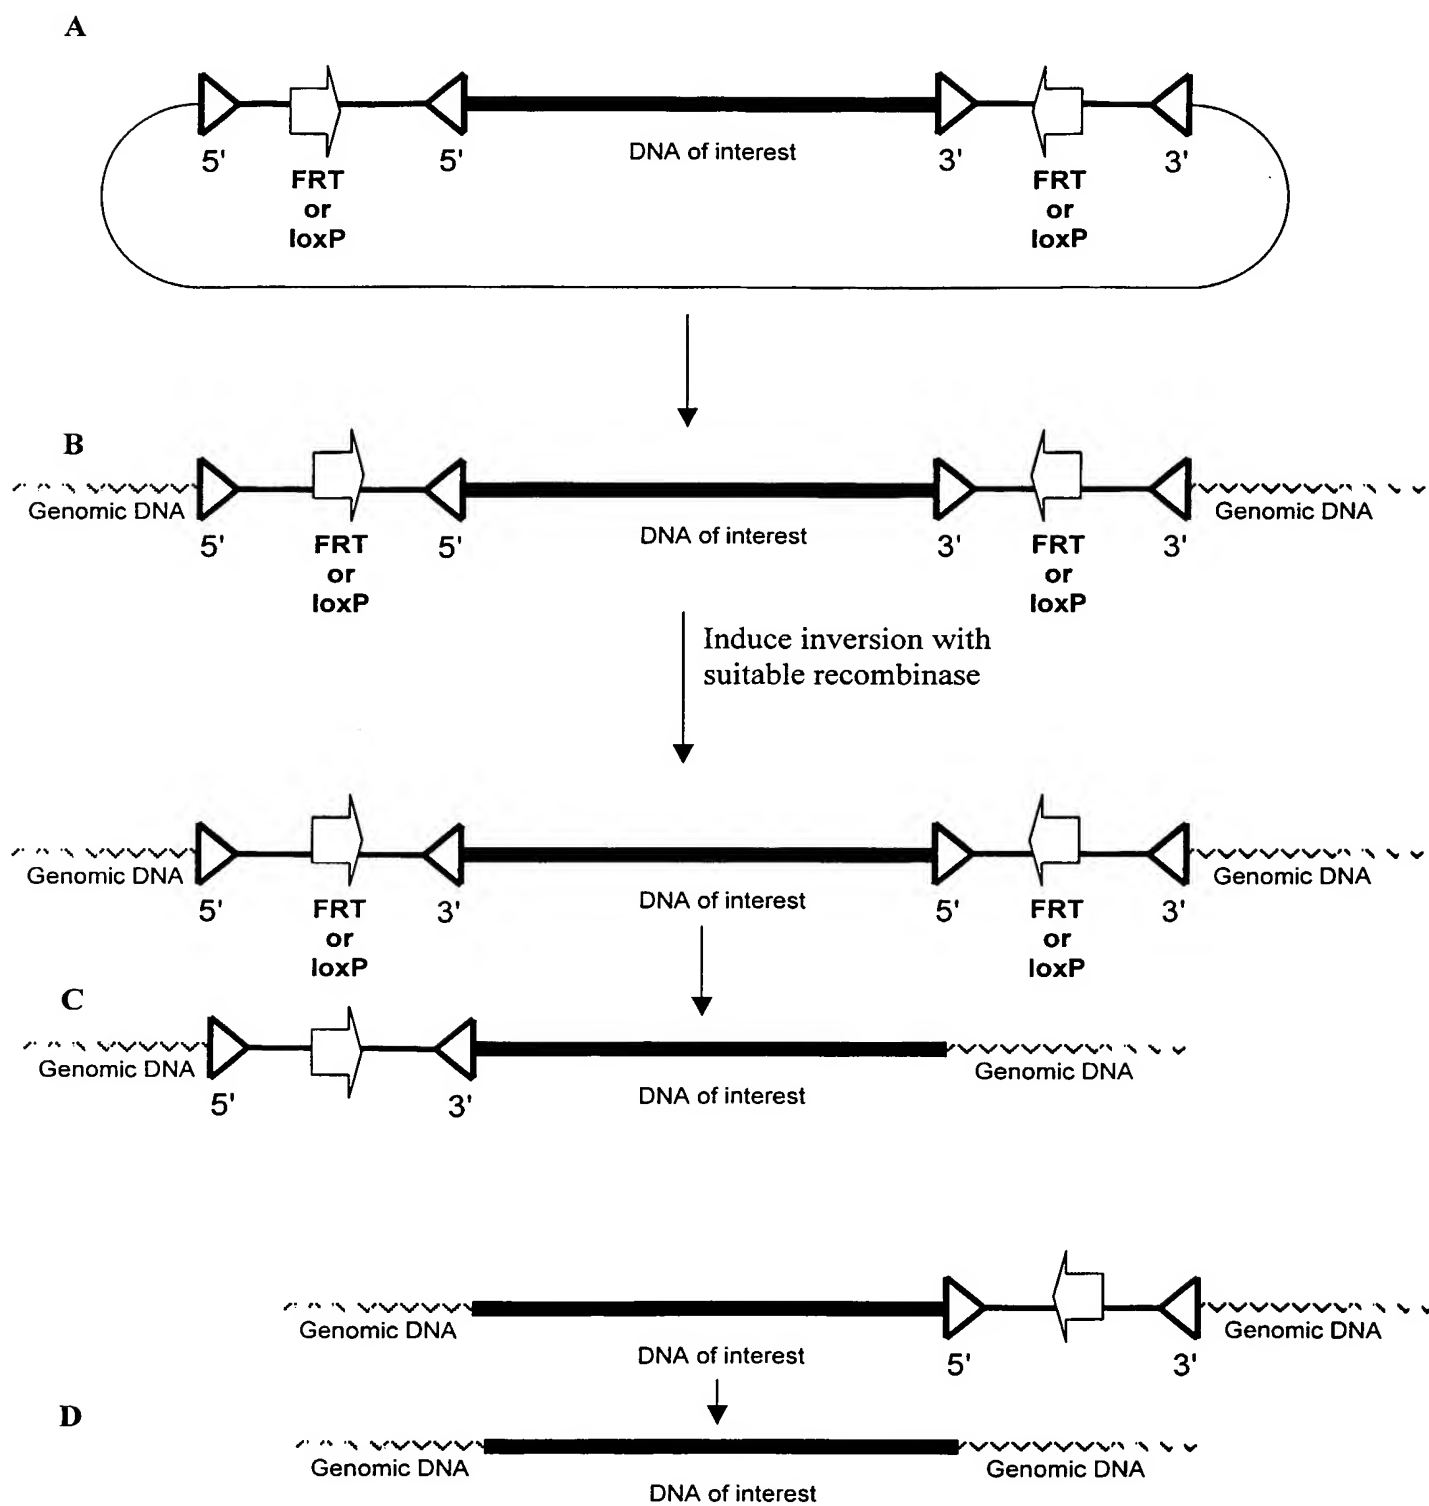 A
5'
5'
DNA of interest
3'
3'
FRT
or
loxP
FRT
or
loxP
B
Genomic DNA
5'
FRT
or
loxP
5'
DNA of interest
3'
FRT
or
loxP
3'
Genomic DNA
Induce inversion with
suitable recombinase
Genomic DNA
5'
FRT
or
loxP
3'
DNA of interest
5'
FRT
or
loxP
3'
Genomic DNA
C
Genomic DNA
5'
3'
DNA of interest
Genomic DNA
Genomic DNA
DNA of interest
5'
3'
Genomic DNA
D
Genomic DNA
DNA of interest
Genomic DNA